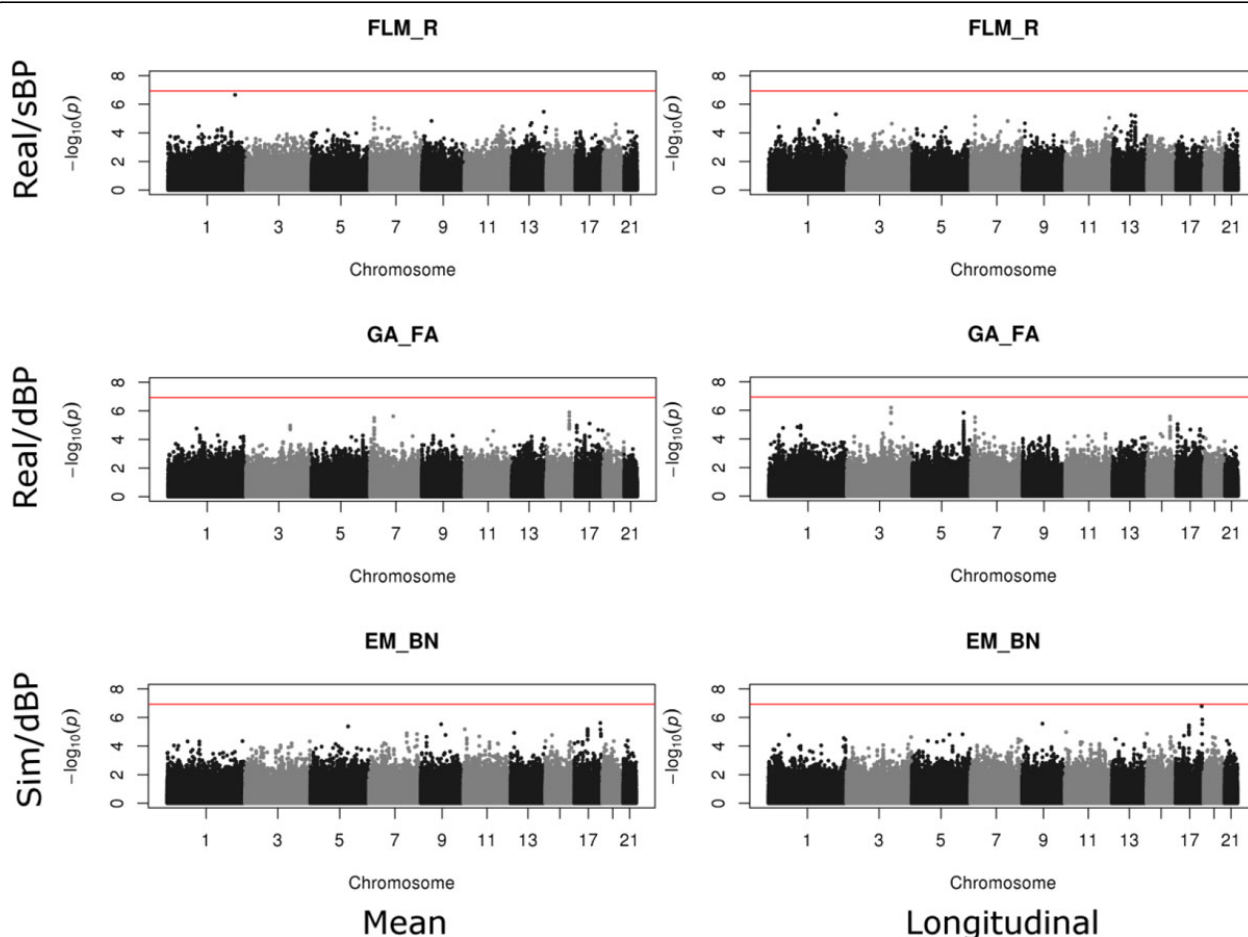 FLM_R FLM_R
Real/sBP
−log10(p) −log10(p)
8 8
6 6
4 4
2 2
0 0
1 3 5 7 9 11 13 17 21 1 3 5 7 9 11 13 17 21
Chromosome Chromosome
GA_FA GA_FA
Real/dBP
−log10(p) −log10(p)
8 8
6 6
4 4
2 2
0 0
1 3 5 7 9 11 13 17 21 1 3 5 7 9 11 13 17 21
Chromosome Chromosome
EM_BN EM_BN
Sim/dBP
−log10(p) −log10(p)
8 8
6 6
4 4
2 2
0 0
1 3 5 7 9 11 13 17 21 1 3 5 7 9 11 13 17 21
Chromosome Chromosome
Mean Longitudinal